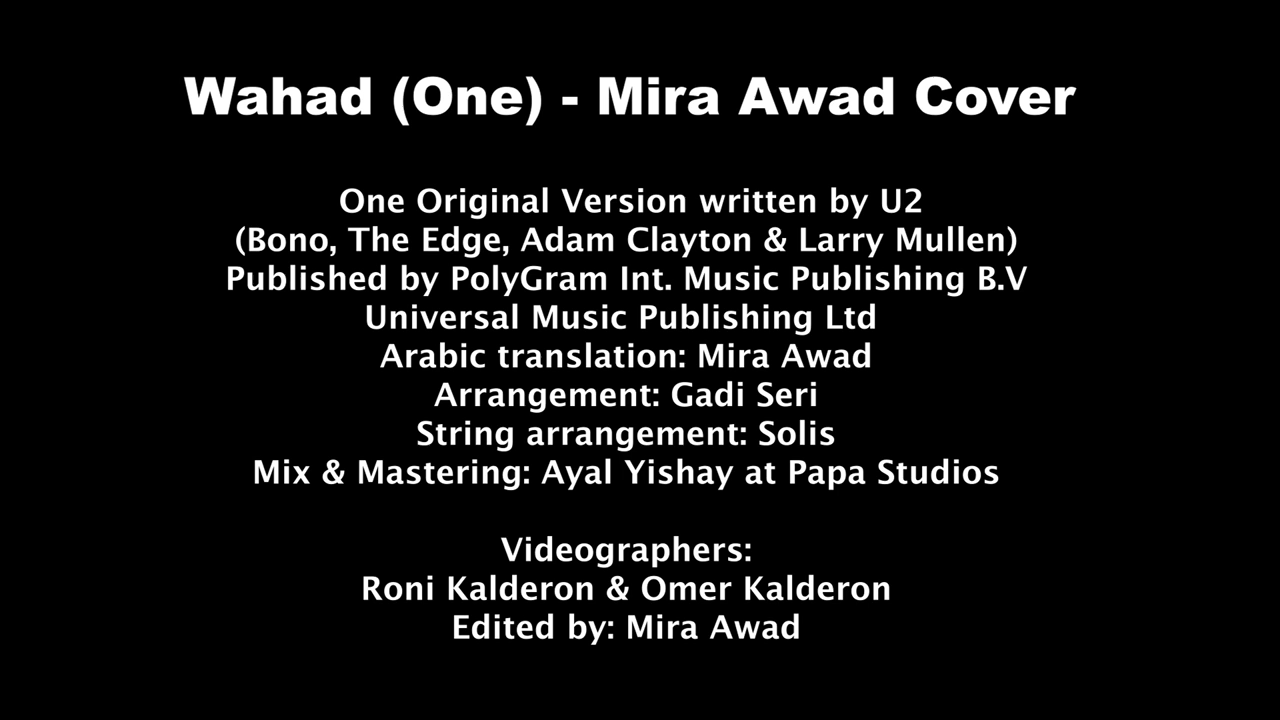 Wahad (One) - Mira Awad Cover
One Original Version written by U2
(Bono, The Edge, Adam Clayton & Larry Mullen)
Published by PolyGram Int. Music Publishing B.V
Universal Music Publishing Ltd
Arabic translation: Mira Awad
Arrangement: Gadi Seri
String arrangement: Solis
Mix & Mastering: Ayal Yishay at Papa Studios
Videographers:
Roni Kalderon & Omer Kalderon
Edited by: Mira Awad